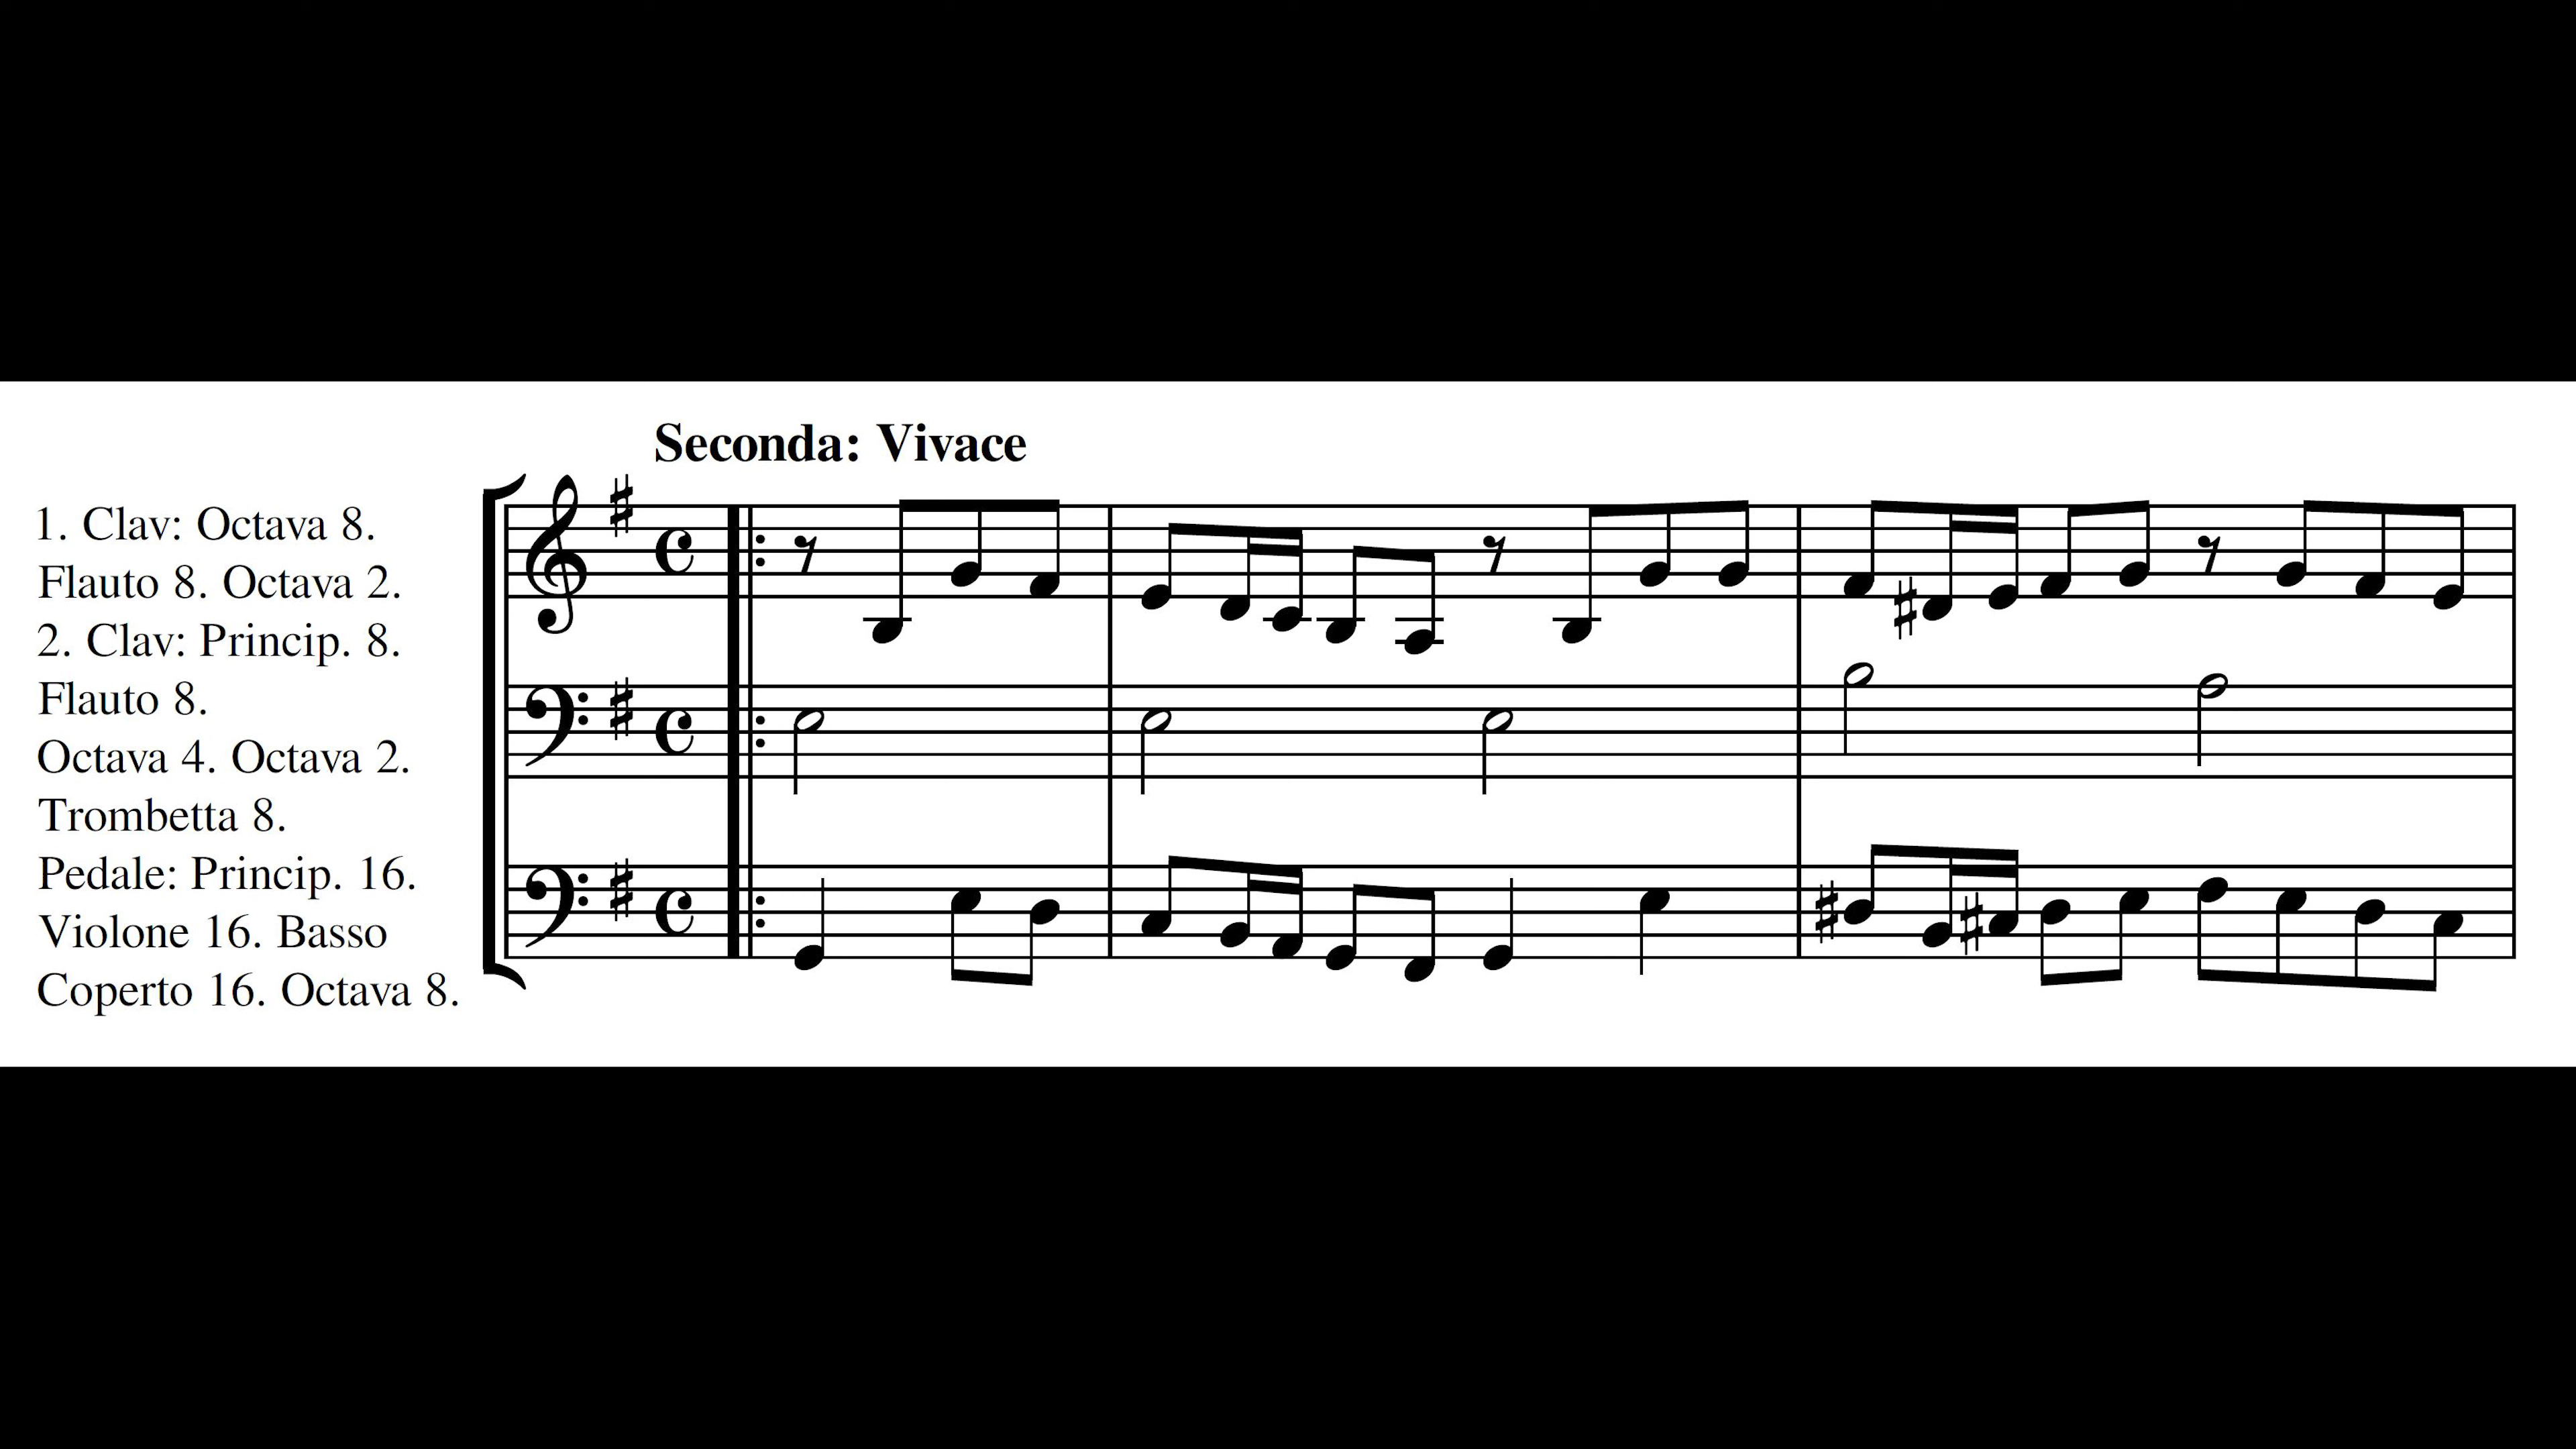 Seconda: Vivace
1. Clav: Octava 8.
Flauto 8. Octava 2.
2. Clav: Princip. 8.
Flauto 8.
Octava 4. Octava 2.
Trombetta 8.
Pedale: Princip. 16.
Violone 16. Basso
Coperto 16. Octava 8.